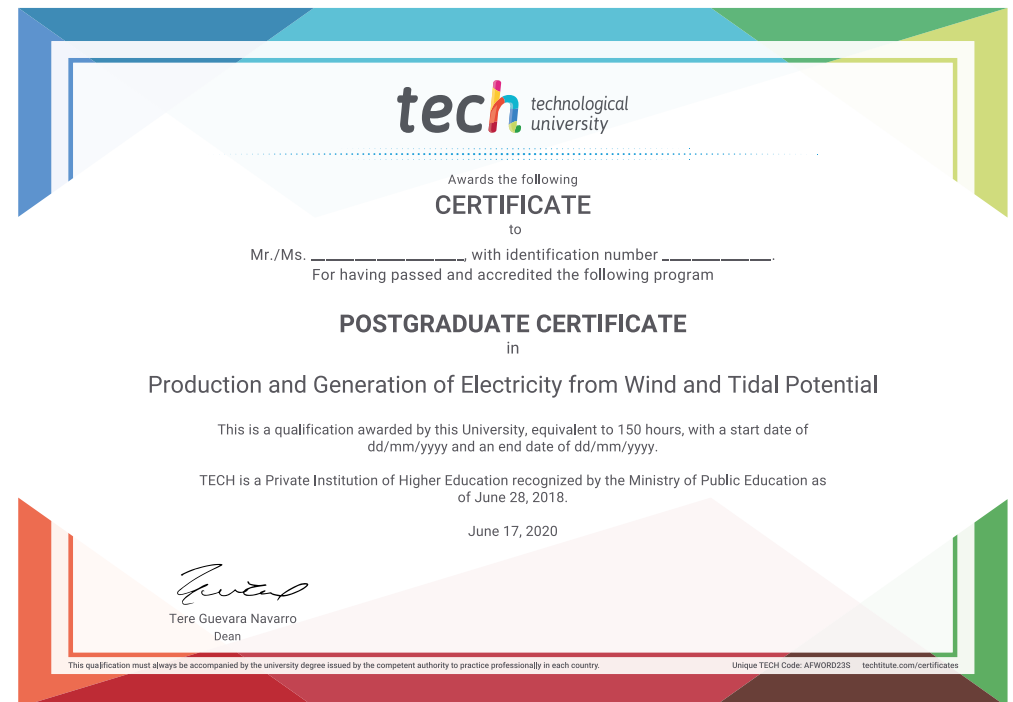 tech technological
university
Awards the following
CERTIFICATE
to
Mr./Ms. __________________, with identification number _____________.
For having passed and accredited the following program
POSTGRADUATE CERTIFICATE
in
Production and Generation of Electricity from Wind and Tidal Potential
This is a qualification awarded by this University, equivalent to 150 hours, with a start date of
dd/mm/yyyy and an end date of dd/mm/yyyy.
TECH is a Private Institution of Higher Education recognized by the Ministry of Public Education as
of June 28, 2018.
June 17, 2020
Tere Guevara Navarro
Dean
This qualification must always be accompanied by the university degree issued by the competent authority to practice professionally in each country.
Unique TECH Code: AFWORD23S techtitute.com/certificates